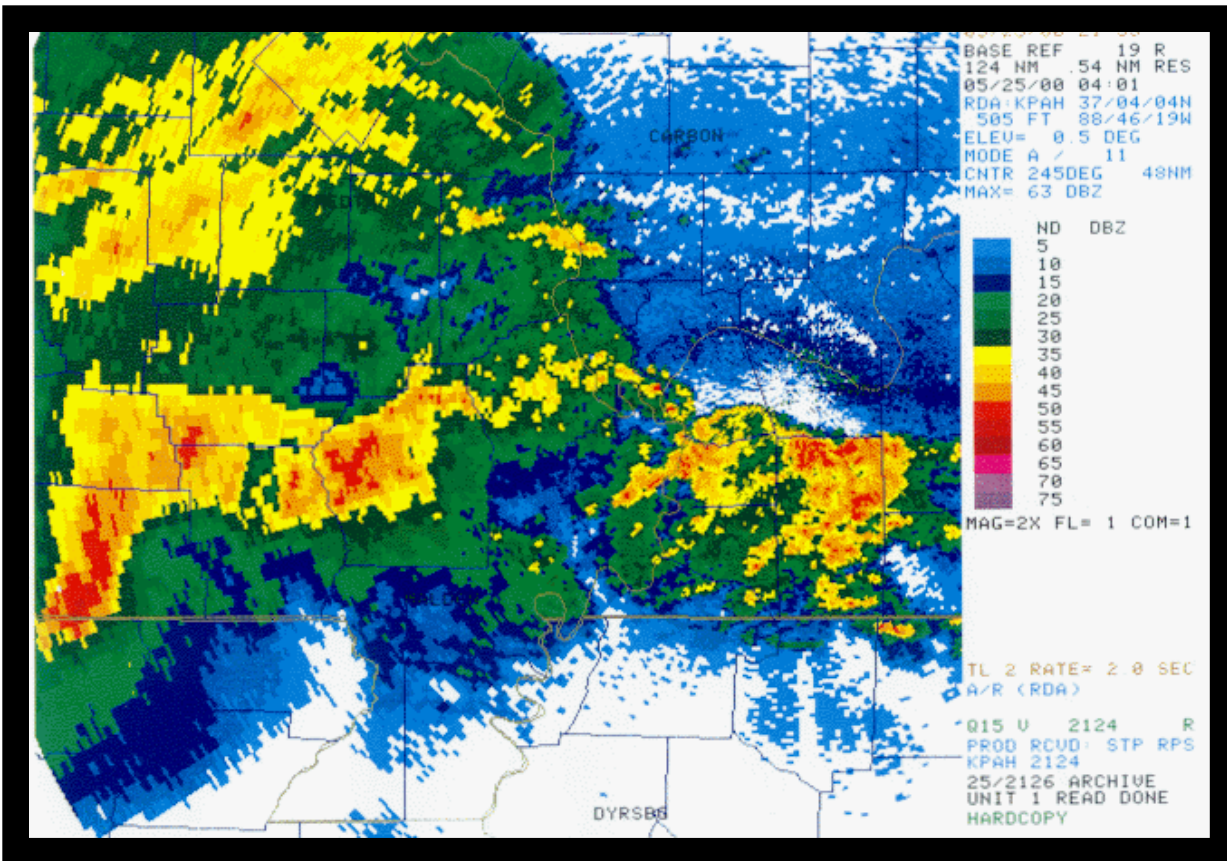 BASE REF 19 R
124 NM .54 NM RES
05/25/00 04:01
RDA:KPAH 37/04/04N
505 FT 88/46/19W
ELEV= 0.5 DEG
MODE A / 11
CNTR 245DEG 48NM
MAX= 63 DBZ
ND DBZ
5
10
15
20
25
30
35
40
45
50
55
60
65
70
75
MAG=2X FL= 1 COM=1
TL 2 RATE= 2.0 SEC
A/R (RDA)
Q15 V 2124 R
PROD RCVD: STP RPS
KPAH 2124
25/2126 ARCHIVE
UNIT 1 READ DONE
HARDCOPY
CARBON
DYRSBG